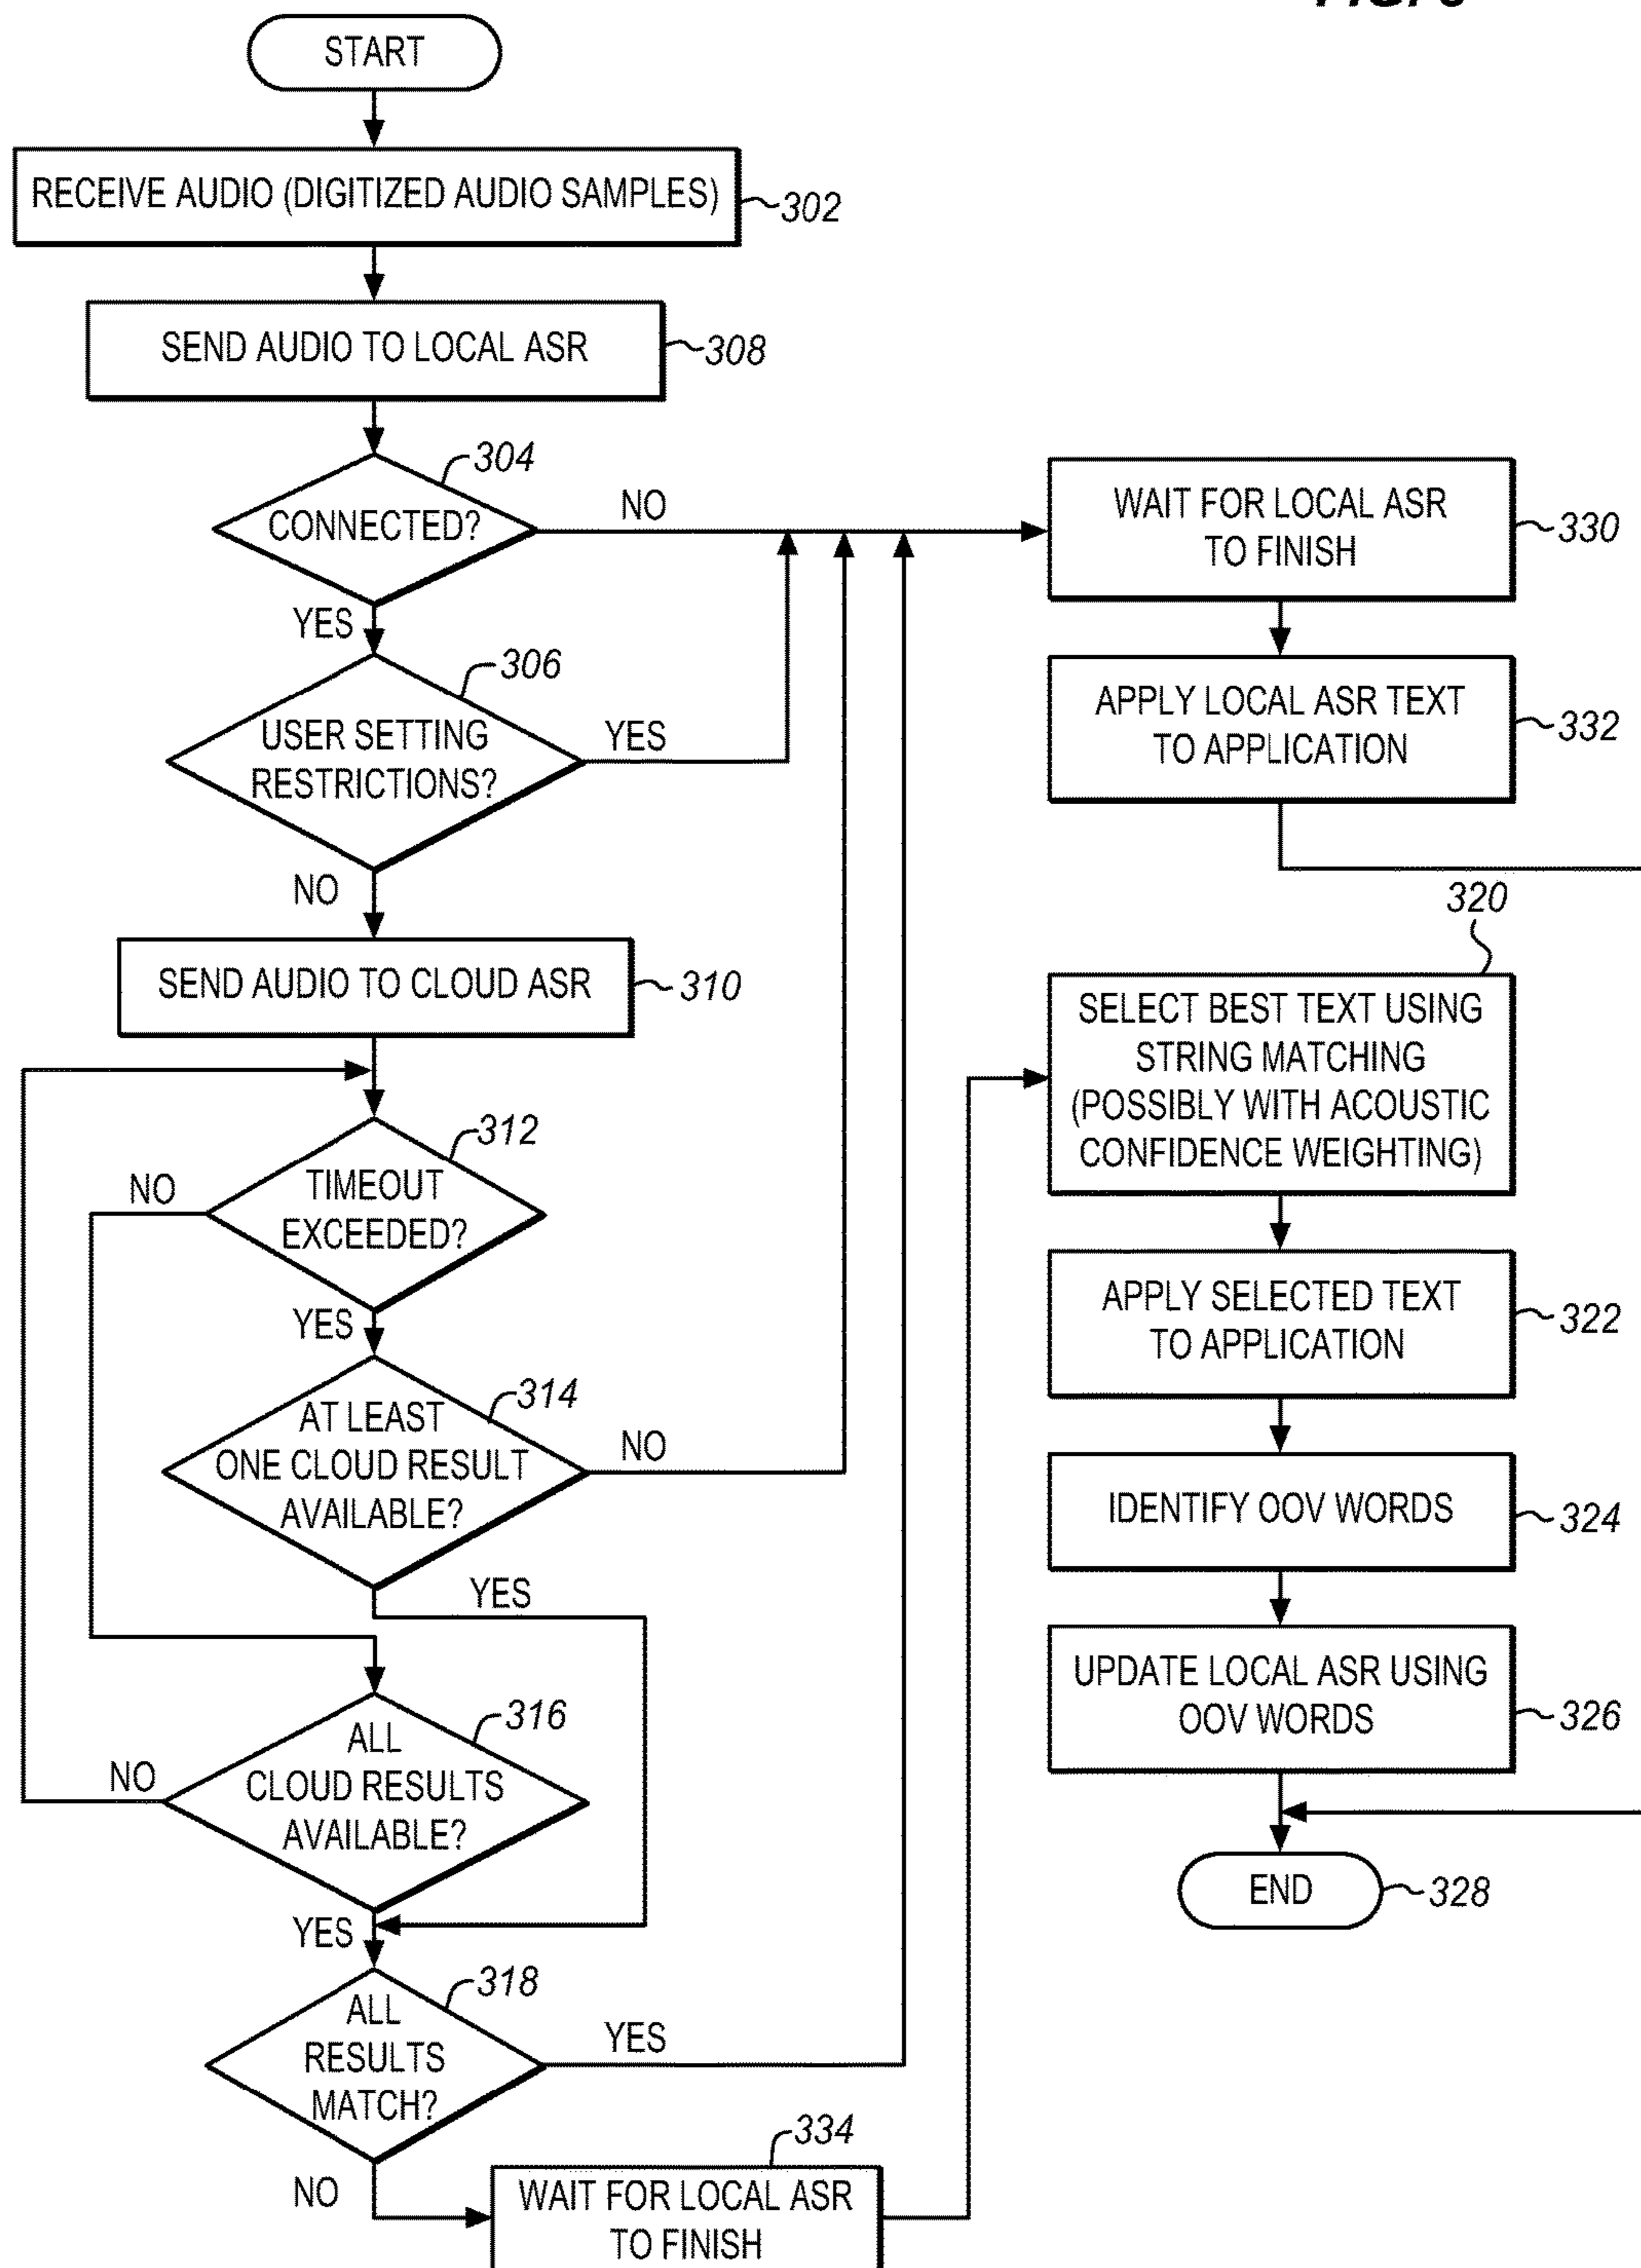 START
RECEIVE AUDIO (DIGITIZED AUDIO SAMPLES)
302
SEND AUDIO TO LOCAL ASR
308
304
CONNECTED?
NO
YES
306
USER SETTING
RESTRICTIONS?
YES
NO
SEND AUDIO TO CLOUD ASR
310
312
TIMEOUT
EXCEEDED?
NO
YES
314
AT LEAST
ONE CLOUD RESULT
AVAILABLE?
NO
YES
316
ALL
CLOUD RESULTS
AVAILABLE?
NO
YES
318
ALL
RESULTS
MATCH?
YES
NO
334
WAIT FOR LOCAL ASR
TO FINISH
WAIT FOR LOCAL ASR
TO FINISH
330
APPLY LOCAL ASR TEXT
TO APPLICATION
332
320
SELECT BEST TEXT USING
STRING MATCHING
(POSSIBLY WITH ACOUSTIC
CONFIDENCE WEIGHTING)
APPLY SELECTED TEXT
TO APPLICATION
322
IDENTIFY OOV WORDS
324
UPDATE LOCAL ASR USING
OOV WORDS
326
END
328